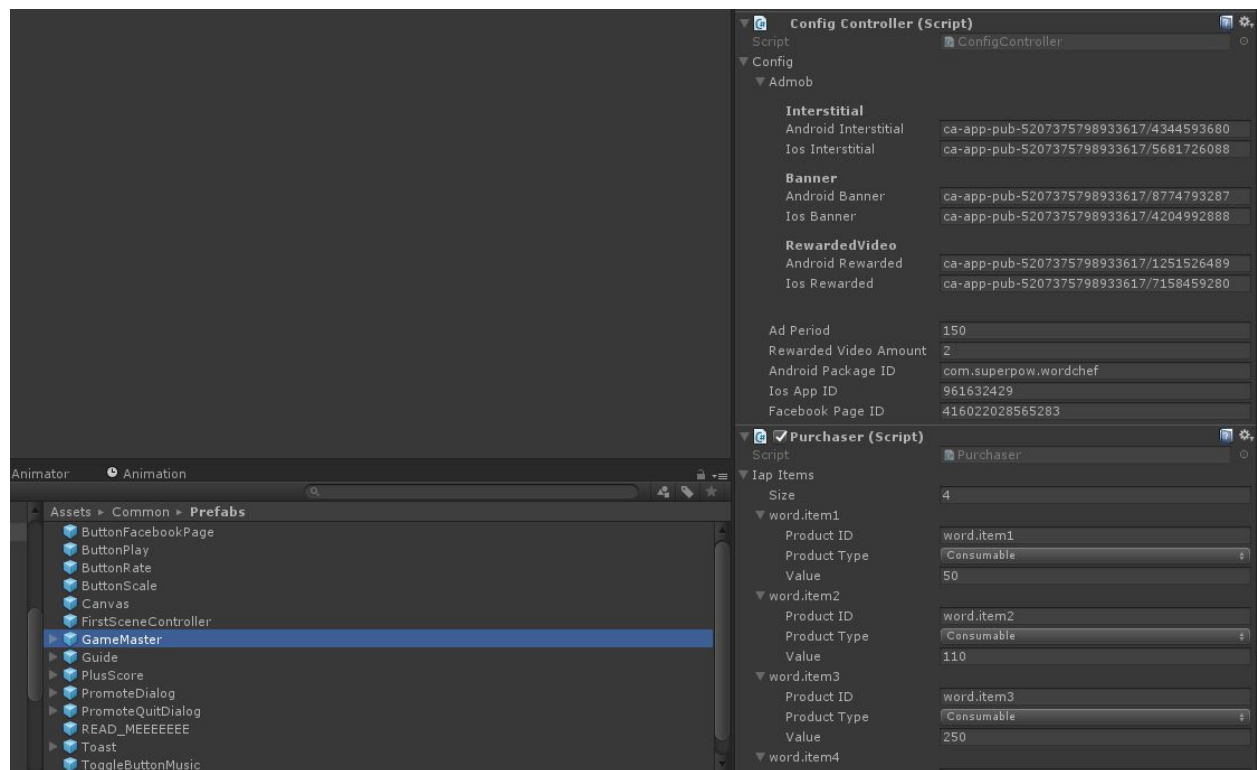 Config Controller (Script)
Script ConfigController
Config
Admob
Interstitial
Android Interstitial ca-app-pub-5207375798933617/4344593680
Ios Interstitial ca-app-pub-5207375798933617/5681726088
Banner
Android Banner ca-app-pub-5207375798933617/8774793287
Ios Banner ca-app-pub-5207375798933617/4204992888
RewardedVideo
Android Rewarded ca-app-pub-5207375798933617/1251526489
Ios Rewarded ca-app-pub-5207375798933617/7158459280
Ad Period 150
Rewarded Video Amount 2
Android Package ID com.superpow.wordchef
Ios App ID 961632429
Facebook Page ID 416022028565283
Purchaser (Script)
Script Purchaser
Iap Items
Size 4
word.item1
Product ID word.item1
Product Type Consumable
Value 50
word.item2
Product ID word.item2
Product Type Consumable
Value 110
word.item3
Product ID word.item3
Product Type Consumable
Value 250
word.item4
Animator Animation
Assets ▸ Common ▸ Prefabs
ButtonFacebookPage
ButtonPlay
ButtonRate
ButtonScale
Canvas
FirstSceneController
GameMaster
Guide
PlusScore
PromoteDialog
PromoteQuitDialog
READ_MEEEEEEE
Toast
ToggleButtonMusic